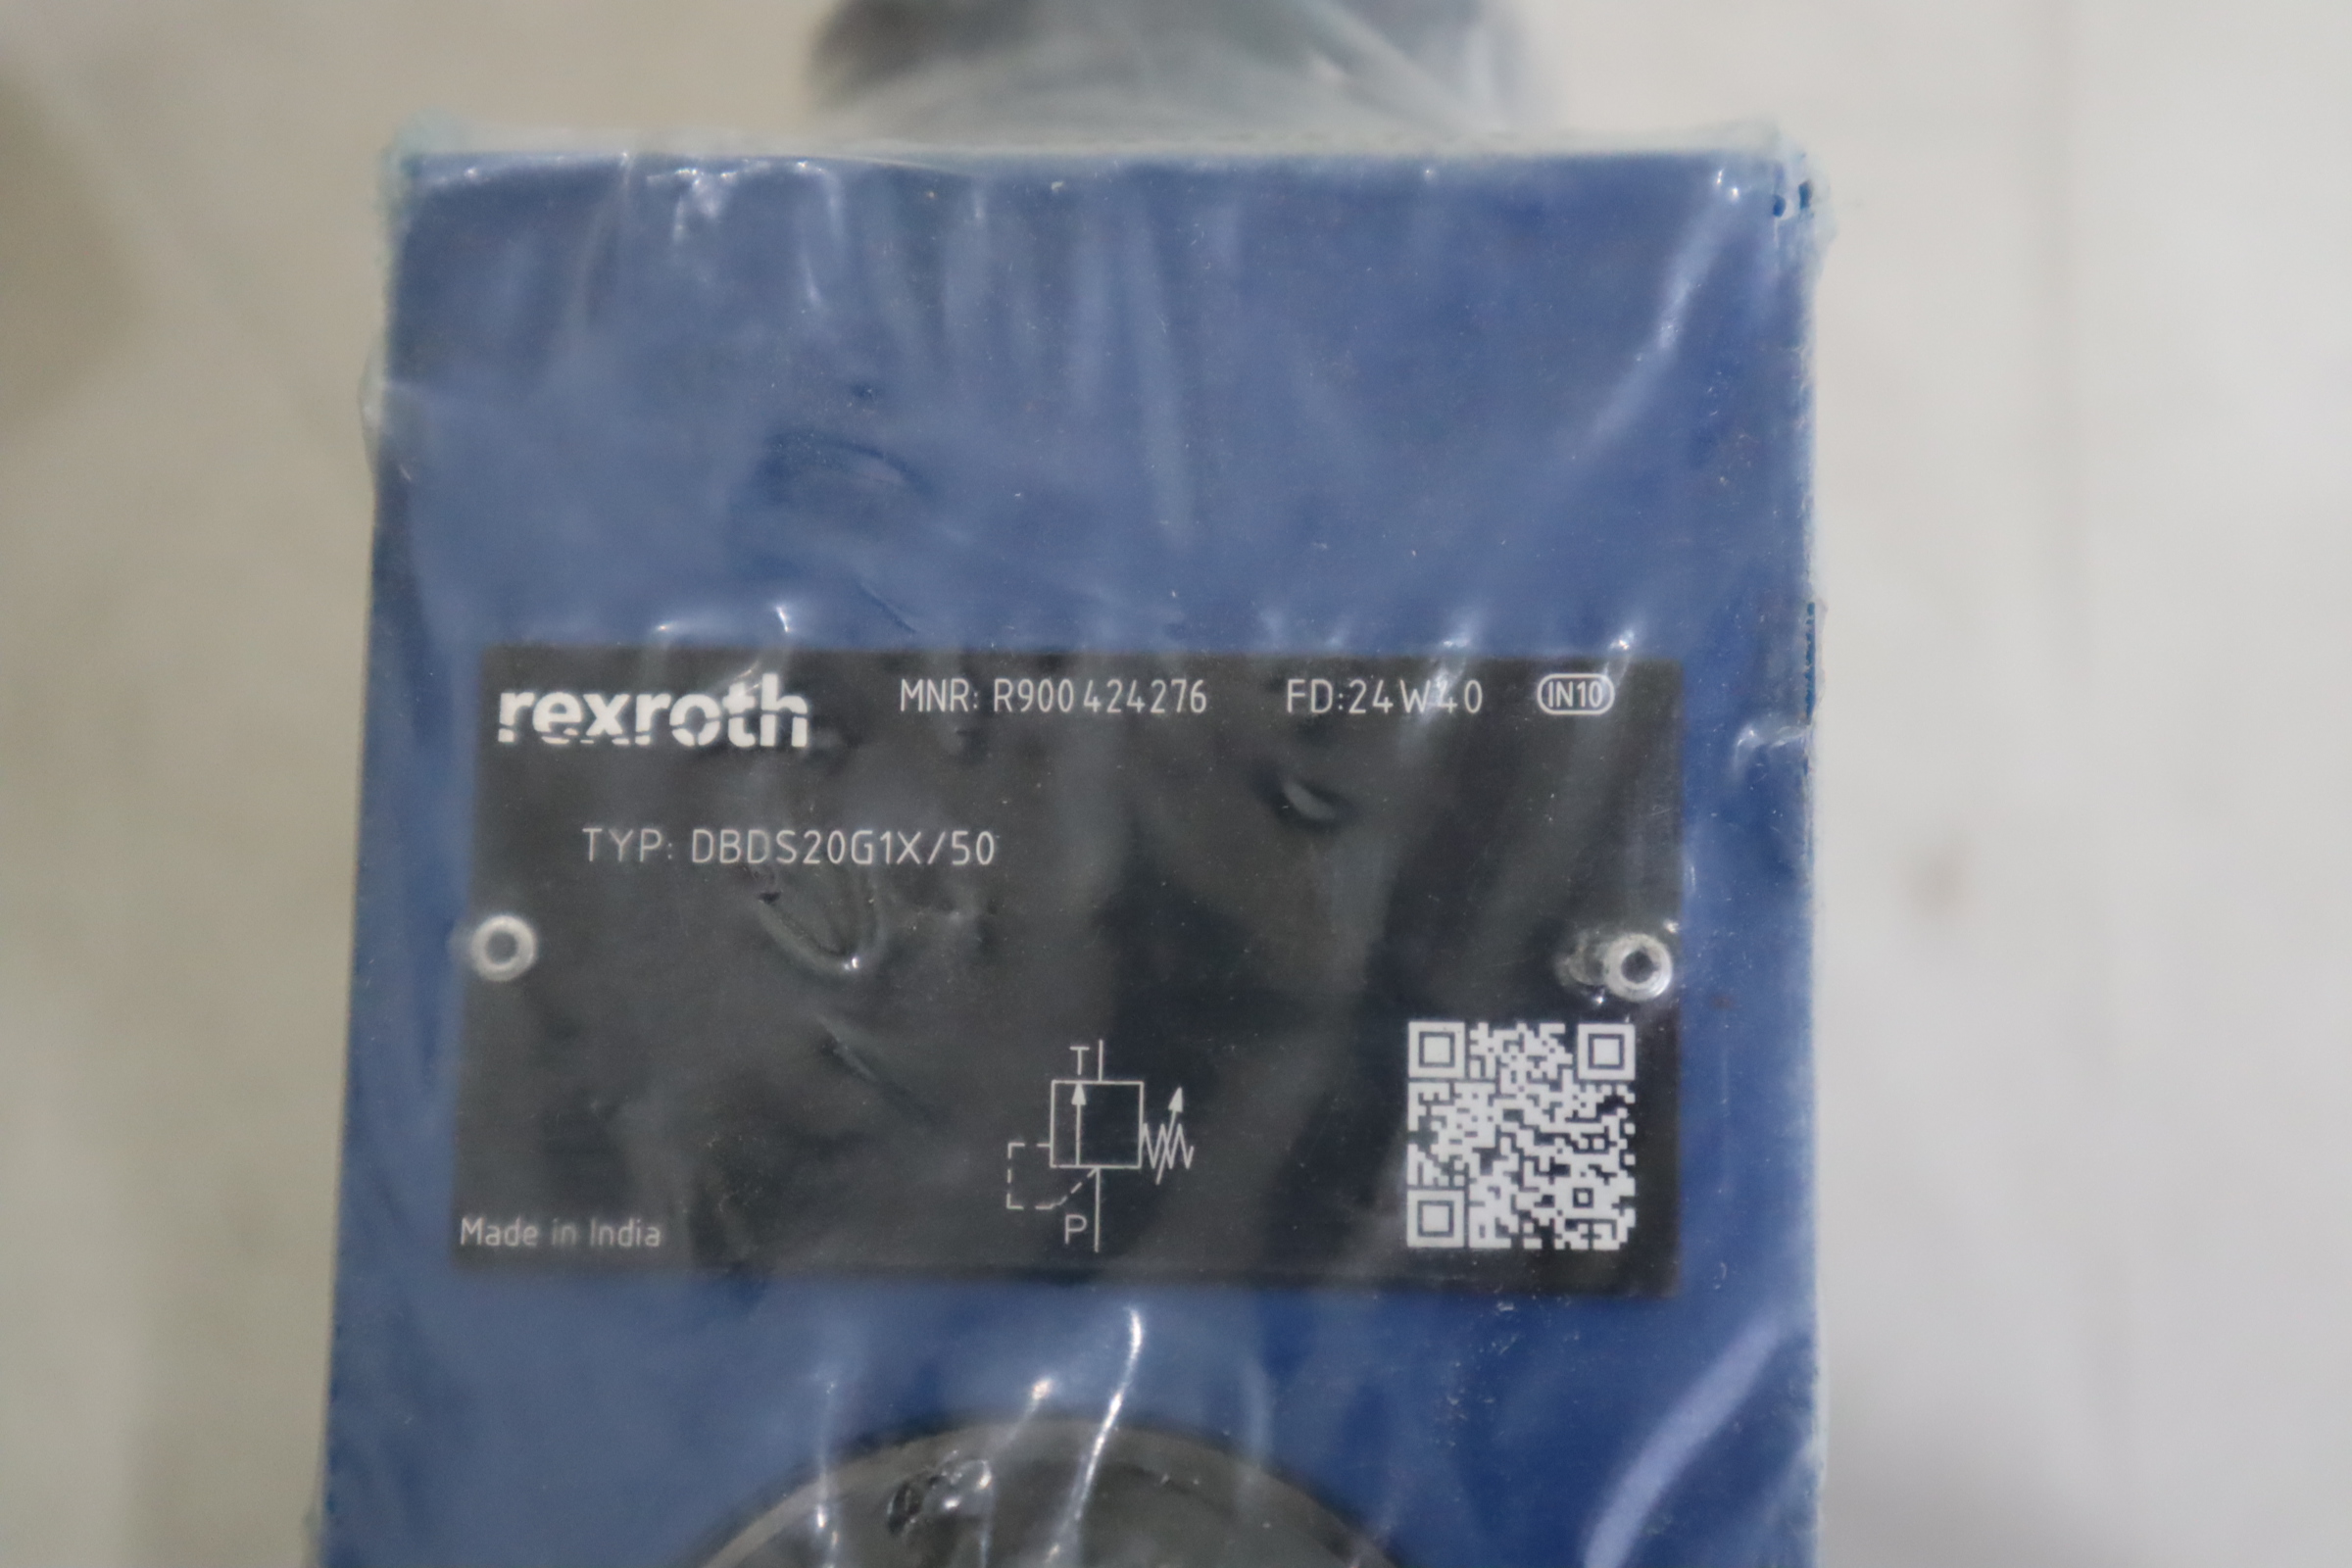 rexroth MNR: R900424276 FD:24W40 IN10
TYP: DBDS20G1X/50
T
P
Made in India